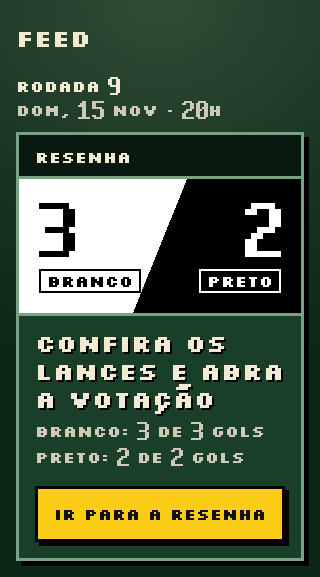 FEED
RODADA 9
DOM, 15 NOV · 20H
RESENHA
3 2
BRANCO PRETO
CONFIRA OS
LANCES E ABRA
A VOTAÇÃO
BRANCO: 3 DE 3 GOLS
PRETO: 2 DE 2 GOLS
IR PARA A RESENHA